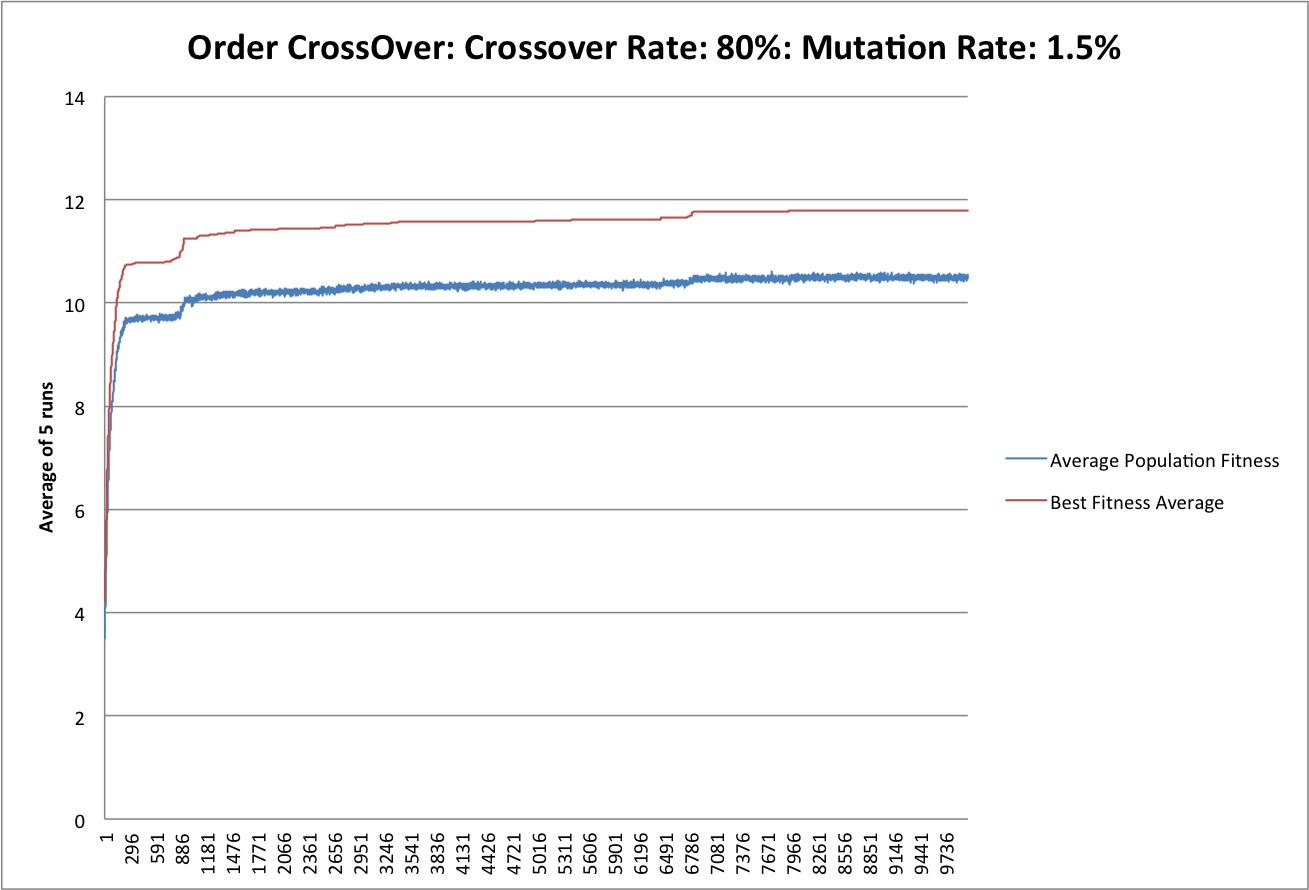 Order CrossOver: Crossover Rate: 80%: Mutation Rate: 1.5%
14
12
10
8
6
4
2
0
Average of 5 runs
1 296 591 886 1181 1476 1771 2066 2361 2656 2951 3246 3541 3836 4131 4426 4721 5016 5311 5606 5901 6196 6491 6786 7081 7376 7671 7966 8261 8556 8851 9146 9441 9736
Average Population Fitness
Best Fitness Average